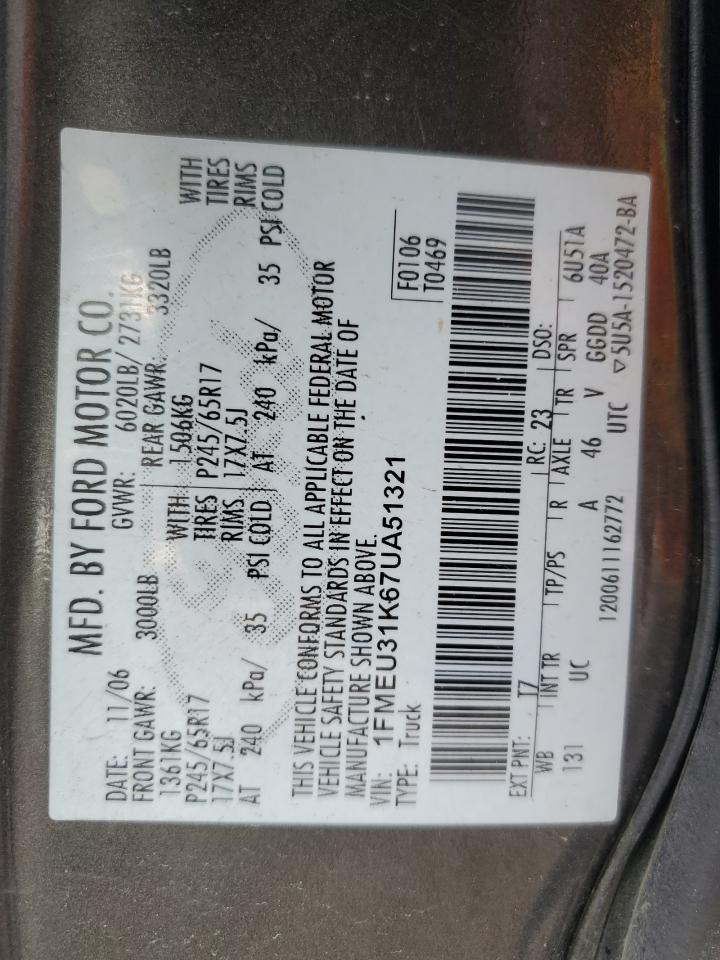 MFD. BY FORD MOTOR CO.
DATE: 11/06 GVWR: 6020LB/ 2731KG
FRONT GAWR: 3000LB REAR GAWR: 3320LB
1361KG WITH 1506KG WITH
P245/65R17 TIRES P245/65R17 TIRES
17X7.5J RIMS 17X7.5J RIMS
AT 240 kPa/ 35 PSI COLD AT 240 kPa/ 35 PSI COLD
THIS VEHICLE CONFORMS TO ALL APPLICABLE FEDERAL MOTOR
VEHICLE SAFETY STANDARDS IN EFFECT ON THE DATE OF
MANUFACTURE SHOWN ABOVE.
VIN: 1FMEU31K67UA51321 F0106
TYPE: Truck T0469
EXT PNT: T7 RC: 23 DSO:
WB INT TR TP/PS R AXLE TR SPR 6U51A
131 UC A 46 V GGDD 40A
1200611162772 UTC ▽5U5A-1520472-BA